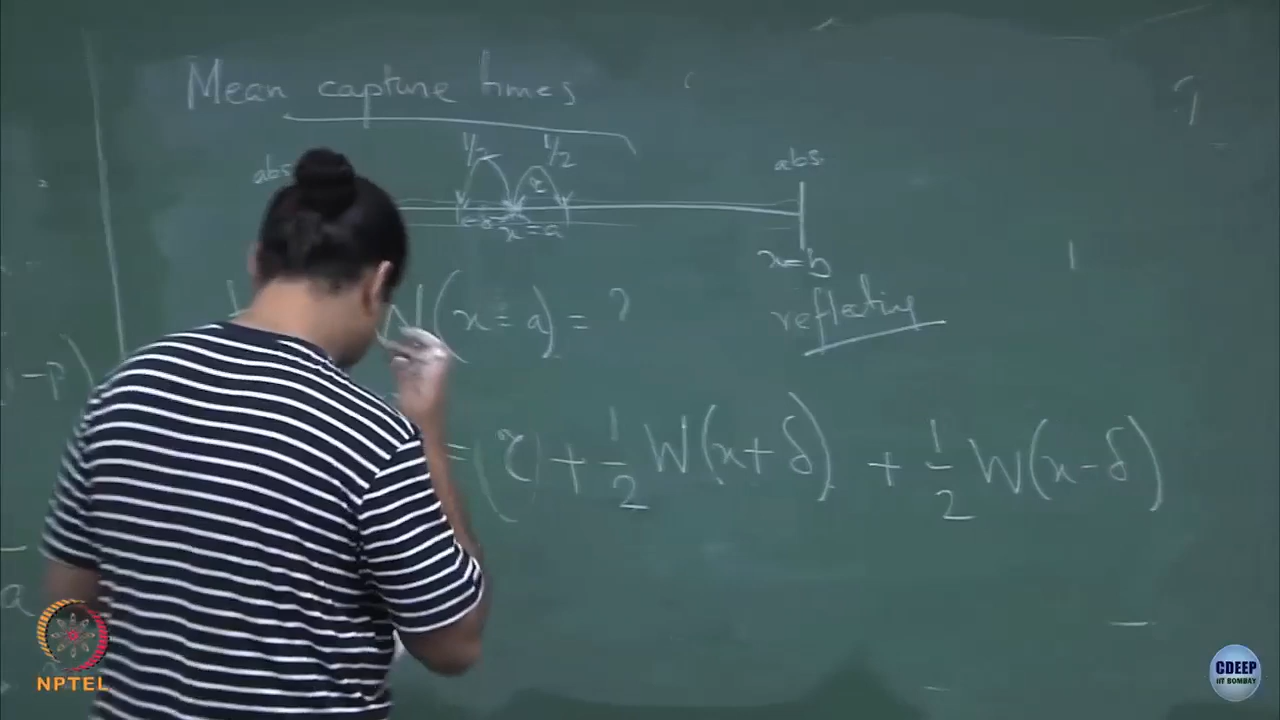 Mean capture times
1/2 1/2
abs. abs.
τ
x=a
x=b
W(x=a) = ?
reflecting
-p)
= τ + 1/2 W(x+δ) + 1/2 W(x-δ)
a
NPTEL
CDEEP
IIT BOMBAY